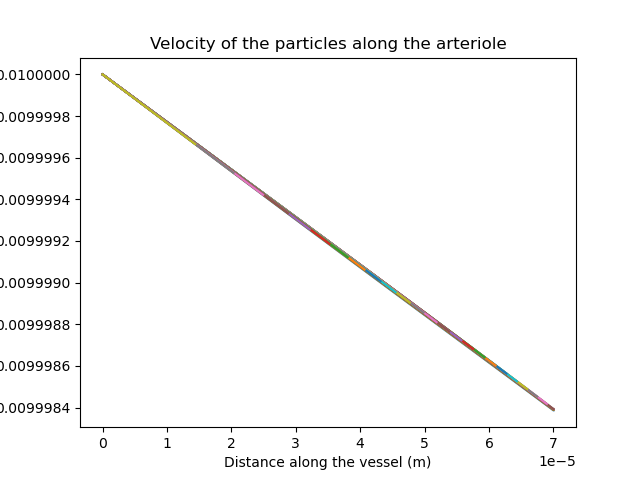 Velocity of the particles along the arteriole
0.0100000
0.0099998
0.0099996
0.0099994
0.0099992
0.0099990
0.0099988
0.0099986
0.0099984
0 1 2 3 4 5 6 7
1e−5
Distance along the vessel (m)